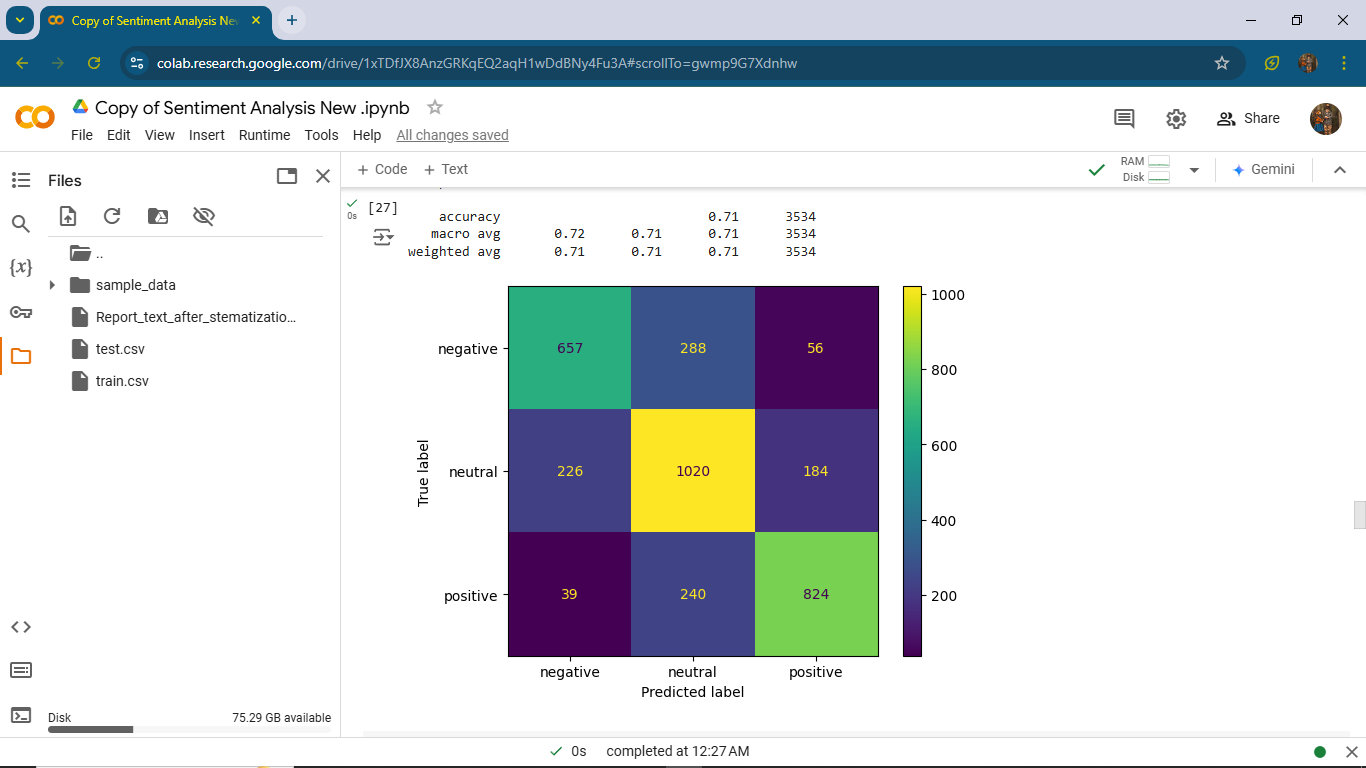 Copy of Sentiment Analysis Ne
colab.research.google.com/drive/1xTDfJX8AnzGRKqEQ2aqH1wDdBNy4Fu3A#scrollTo=gwmp9G7Xdnhw
Copy of Sentiment Analysis New .ipynb
File Edit View Insert Runtime Tools Help All changes saved
Share
Files
+ Code + Text
RAM
Disk
Gemini
..
sample_data
Report_text_after_stematizatio...
test.csv
train.csv
{x}
Disk 75.29 GB available
0s
[27]
accuracy 0.71 3534
macro avg 0.72 0.71 0.71 3534
weighted avg 0.71 0.71 0.71 3534
True label
negative 657 288 56
neutral 226 1020 184
positive 39 240 824
negative neutral positive
Predicted label
1000
800
600
400
200
0s completed at 12:27 AM